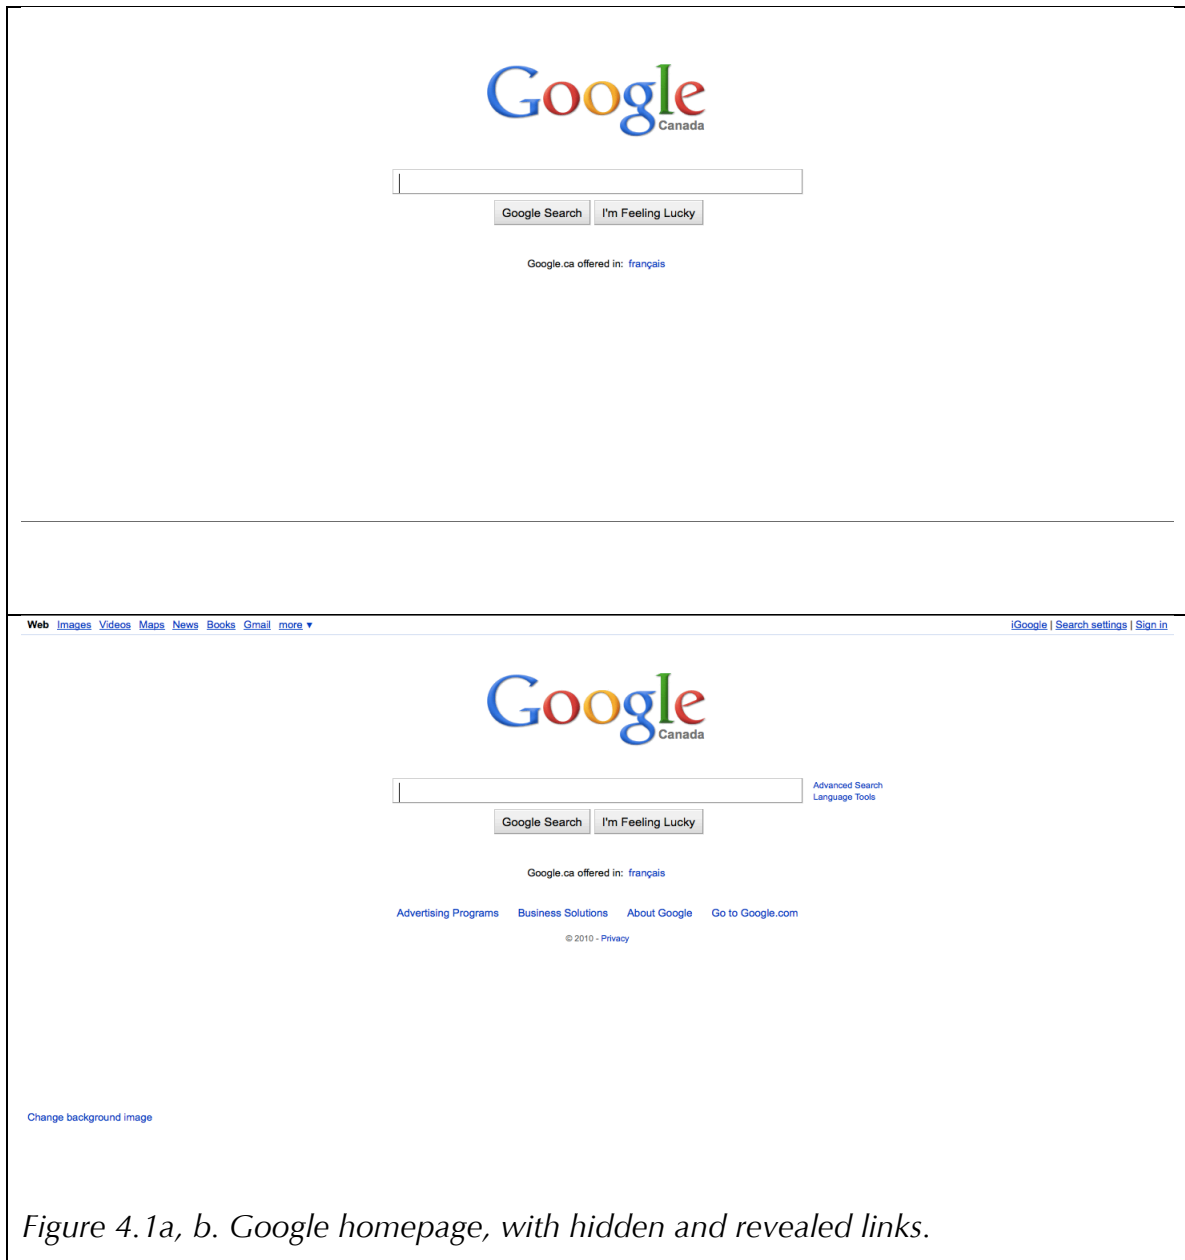 Google
Canada
Google Search I'm Feeling Lucky
Google.ca offered in: français
Web Images Videos Maps News Books Gmail more ▼ iGoogle | Search settings | Sign in
Google
Canada
Advanced Search
Language Tools
Google Search I'm Feeling Lucky
Google.ca offered in: français
Advertising Programs Business Solutions About Google Go to Google.com
© 2010 - Privacy
Change background image
Figure 4.1a, b. Google homepage, with hidden and revealed links.